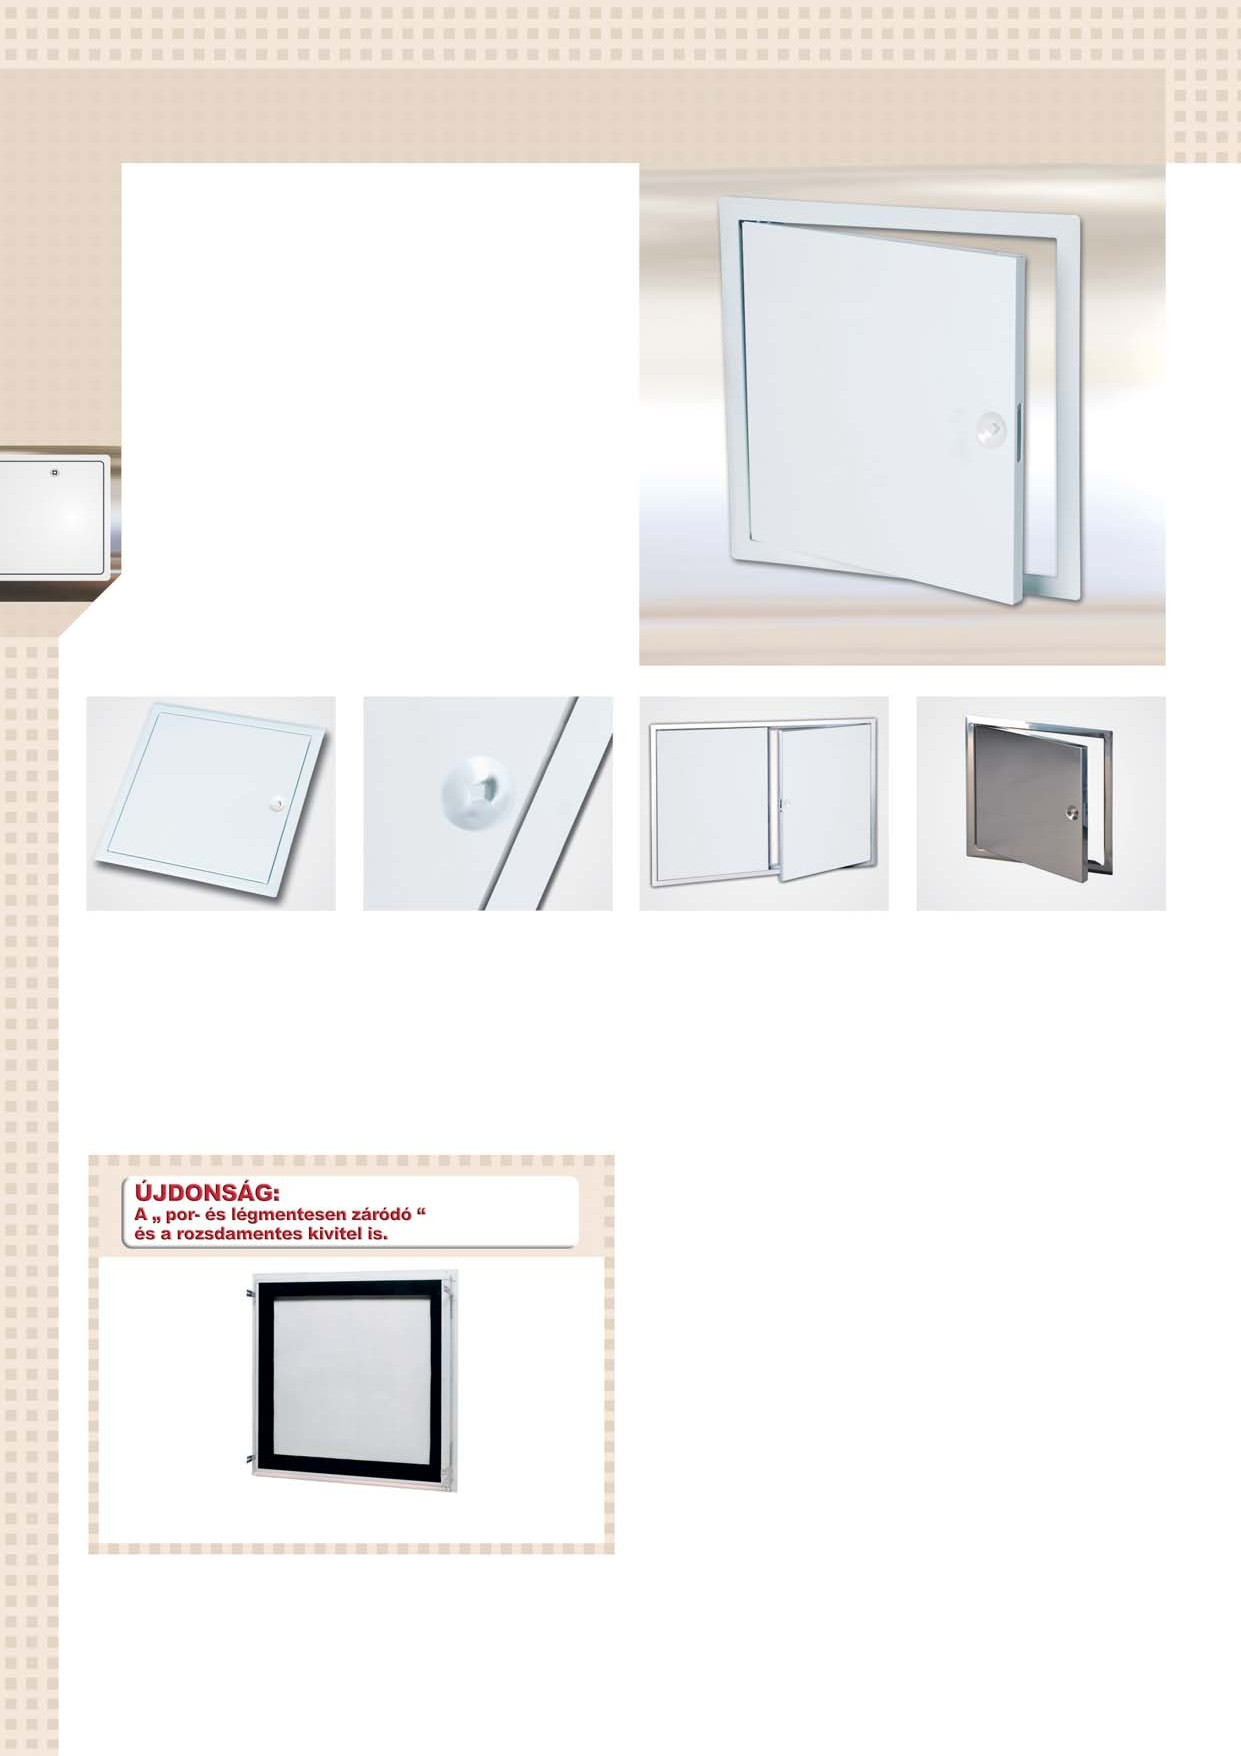 ÚJDONSÁG:
A „ por- és légmentesen záródó “
és a rozsdamentes kivitel is.